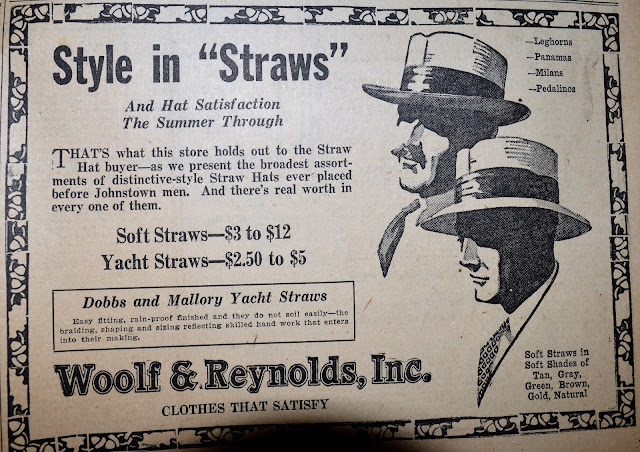 Style in "Straws"
And Hat Satisfaction
The Summer Through
THAT'S what this store holds out to the Straw
Hat buyer—as we present the broadest assort-
ments of distinctive-style Straw Hats ever placed
before Johnstown men. And there's real worth in
every one of them.
Soft Straws—$3 to $12
Yacht Straws—$2.50 to $5
Dobbs and Mallory Yacht Straws
Easy fitting, rain-proof finished and they do not soil easily—the
braiding, shaping and sizing reflecting skilled hand work that enters
into their making.
Woolf & Reynolds, Inc.
CLOTHES THAT SATISFY
—Leghorns
—Panamas
—Milans
—Pedalinos
Soft Straws in
Soft Shades of
Tan, Gray,
Green, Brown,
Gold, Natural